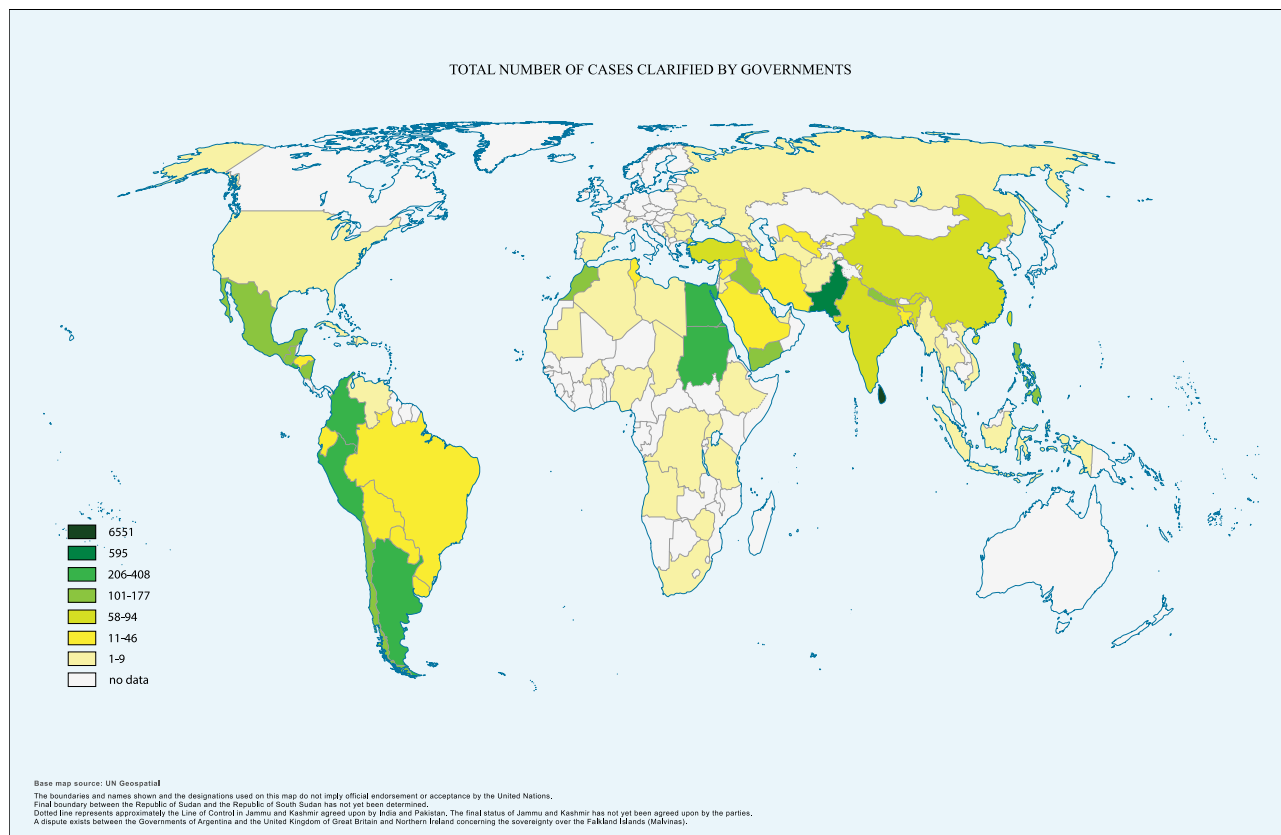 TOTAL NUMBER OF CASES CLARIFIED BY GOVERNMENTS
6551
595
206-408
101-177
58-94
11-46
1-9
no data
Base map source: UN Geospatial
The boundaries and names shown and the designations used on this map do not imply official endorsement or acceptance by the United Nations.
Final boundary between the Republic of Sudan and the Republic of South Sudan has not yet been determined.
Dotted line represents approximately the Line of Control in Jammu and Kashmir agreed upon by India and Pakistan. The final status of Jammu and Kashmir has not yet been agreed upon by the parties.
A dispute exists between the Governments of Argentina and the United Kingdom of Great Britain and Northern Ireland concerning the sovereignty over the Falkland Islands (Malvinas).